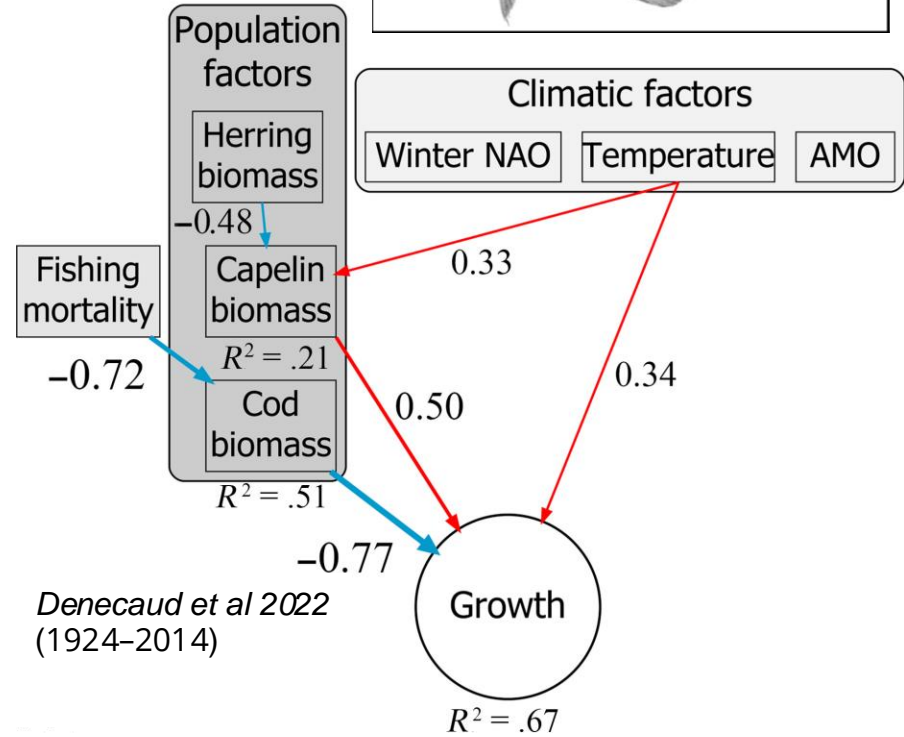 Population
factors
Climatic factors
Herring
biomass
Winter NAO
Temperature
AMO
−0.48
Fishing
mortality
Capelin
biomass
0.33
R² = .21
−0.72
Cod
biomass
0.50
0.34
R² = .51
−0.77
Denecaud et al 2022
(1924–2014)
Growth
R² = .67